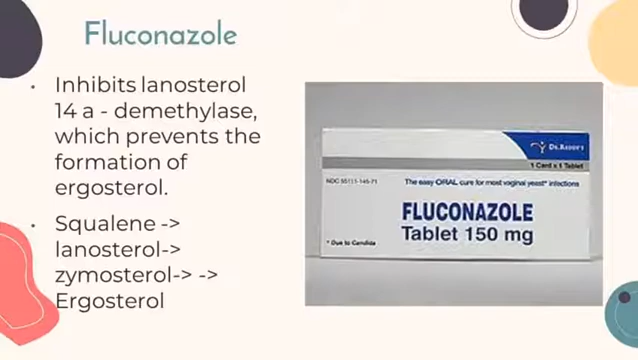 Fluconazole
• Inhibits lanosterol
14 a - demethylase,
which prevents the
formation of
ergosterol.
• Squalene ->
lanosterol->
zymosterol-> ->
Ergosterol
DR.REDDY'S
1 Card x 1 Tablet
The easy ORAL cure for most vaginal yeast* infections
FLUCONAZOLE
Tablet 150 mg
* Due to Candida